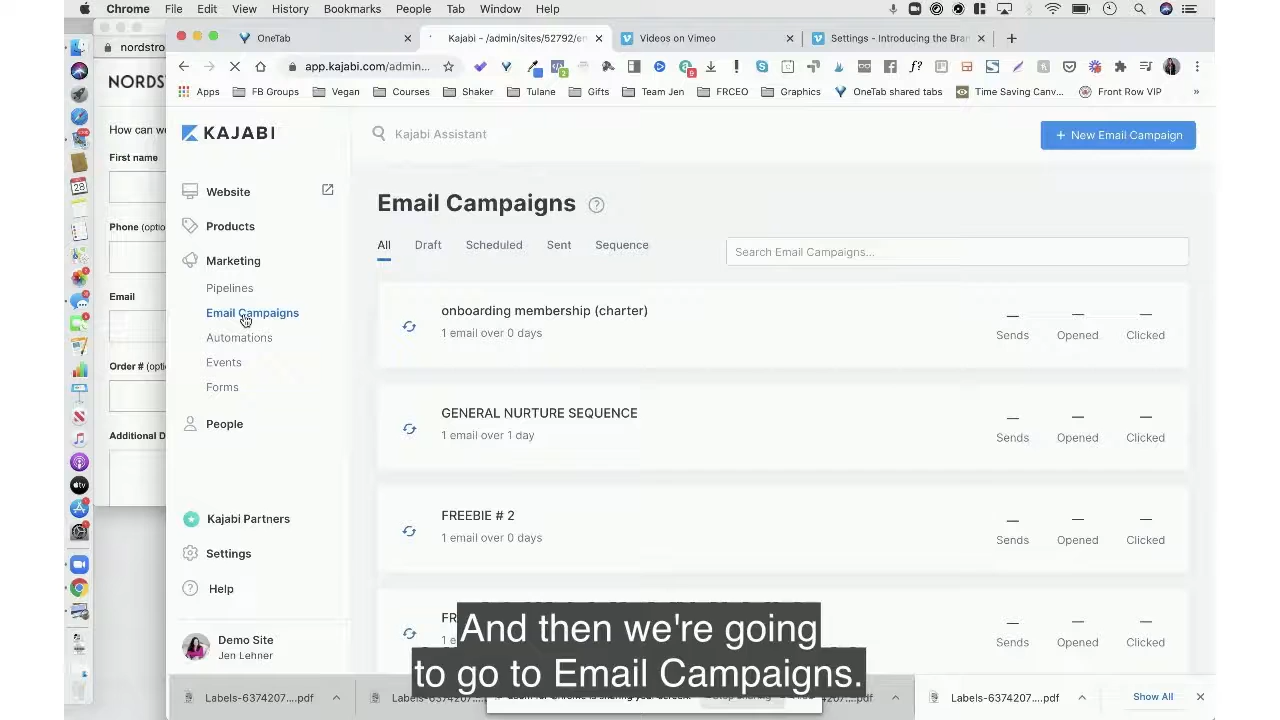 Chrome File Edit View History Bookmarks People Tab Window Help
nordstro
OneTab
Kajabi - /admin/sites/52792/en
Videos on Vimeo
Settings - Introducing the Bran
app.kajabi.com/admin...
Apps FB Groups Vegan Courses Shaker Tulane Gifts Team Jen FRCEO Graphics OneTab shared tabs Time Saving Canv... Front Row VIP »
NORDS
How can we
First name
Phone (optio
Email
Order # (opti
Additional D
KAJABI
Kajabi Assistant
+ New Email Campaign
Website
Products
Marketing
Pipelines
Email Campaigns
Automations
Events
Forms
People
Kajabi Partners
Settings
Help
Demo Site
Jen Lehner
Email Campaigns
All Draft Scheduled Sent Sequence
Search Email Campaigns...
onboarding membership (charter)
1 email over 0 days
— — —
Sends Opened Clicked
GENERAL NURTURE SEQUENCE
1 email over 1 day
— — —
Sends Opened Clicked
FREEBIE # 2
1 email over 0 days
— — —
Sends Opened Clicked
— — —
Sends Opened Clicked
And then we're going
to go to Email Campaigns.
Labels-6374207....pdf
Labels-6374207....pdf
Show All